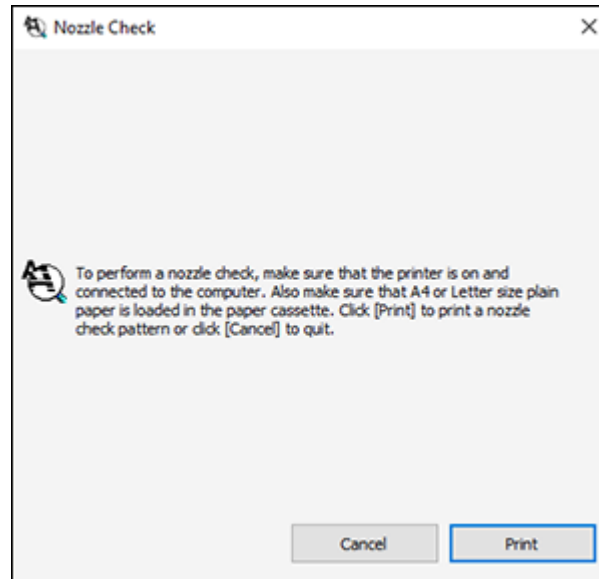 Nozzle Check
To perform a nozzle check, make sure that the printer is on and
connected to the computer. Also make sure that A4 or Letter size plain
paper is loaded in the paper cassette. Click [Print] to print a nozzle
check pattern or click [Cancel] to quit.
Cancel
Print